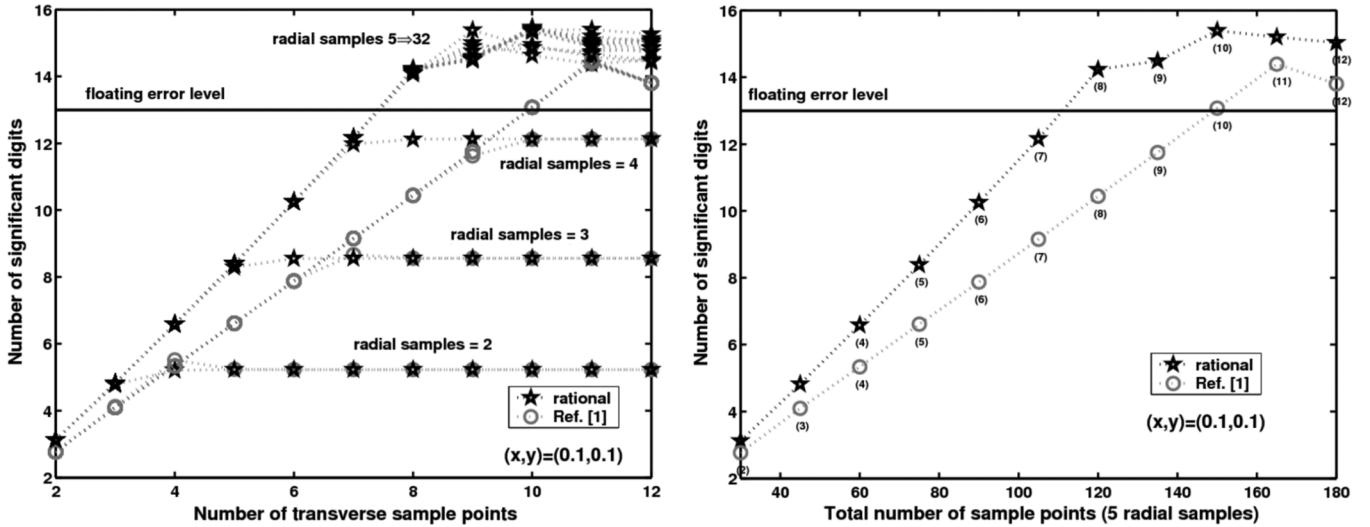 radial samples 5⇒32
floating error level
radial samples = 4
radial samples = 3
radial samples = 2
rational
Ref. [1]
(x,y)=(0.1,0.1)
Number of significant digits
16
14
12
10
8
6
4
2
2 4 6 8 10 12
Number of transverse sample points
floating error level
(2)
(3)
(4)
(5)
(6)
(7)
(8)
(9)
(10)
(12)
(4)
(5)
(6)
(7)
(8)
(9)
(10)
(11)
(12)
rational
Ref. [1]
(x,y)=(0.1,0.1)
Number of significant digits
16
14
12
10
8
6
4
2
40 60 80 100 120 140 160 180
Total number of sample points (5 radial samples)